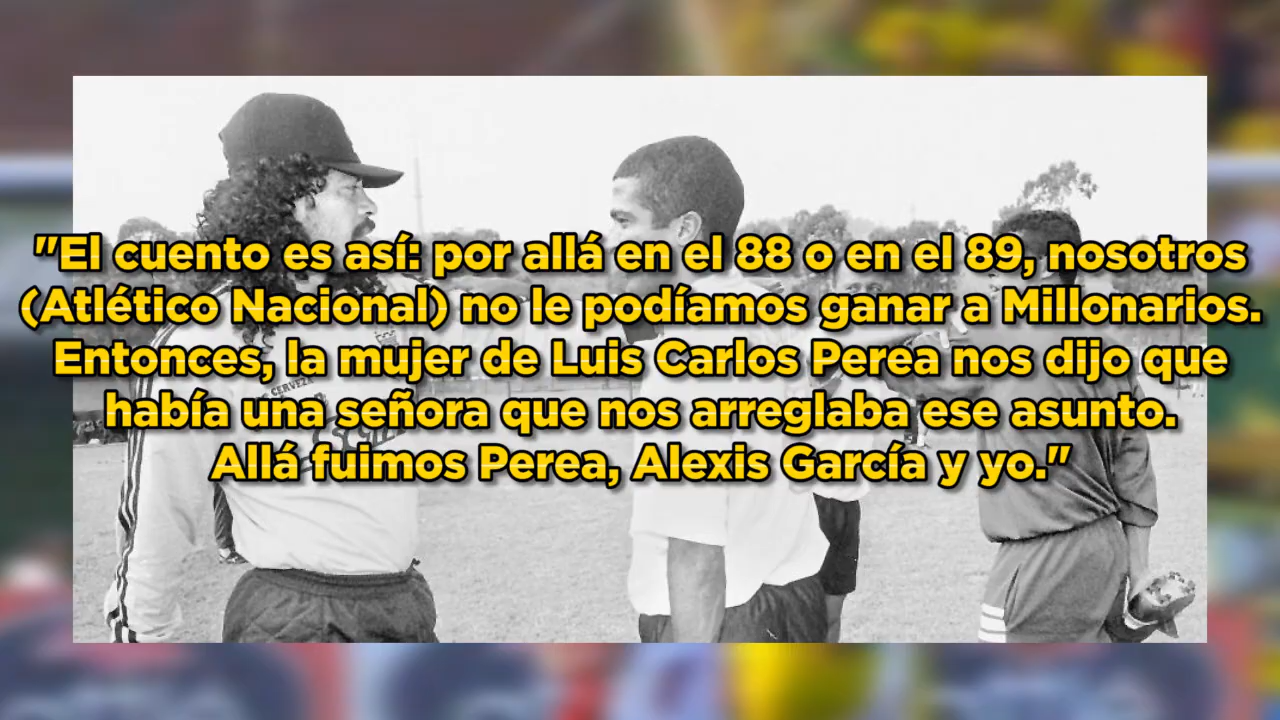 "El cuento es así: por allá en el 88 o en el 89, nosotros
(Atlético Nacional) no le podíamos ganar a Millonarios.
Entonces, la mujer de Luis Carlos Perea nos dijo que
había una señora que nos arreglaba ese asunto.
Allá fuimos Perea, Alexis García y yo."
CERVEZA